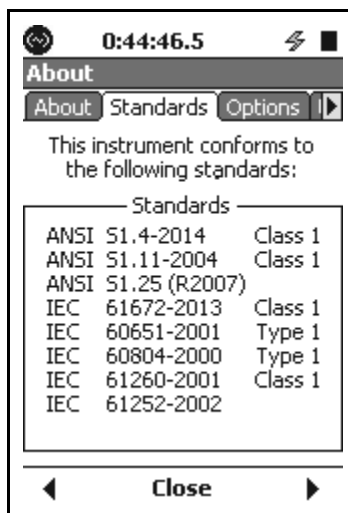 0:44:46.5
About
About Standards Options
This instrument conforms to
the following standards:
Standards
ANSI S1.4-2014 Class 1
ANSI S1.11-2004 Class 1
ANSI S1.25 (R2007)
IEC 61672-2013 Class 1
IEC 60651-2001 Type 1
IEC 60804-2000 Type 1
IEC 61260-2001 Class 1
IEC 61252-2002
Close